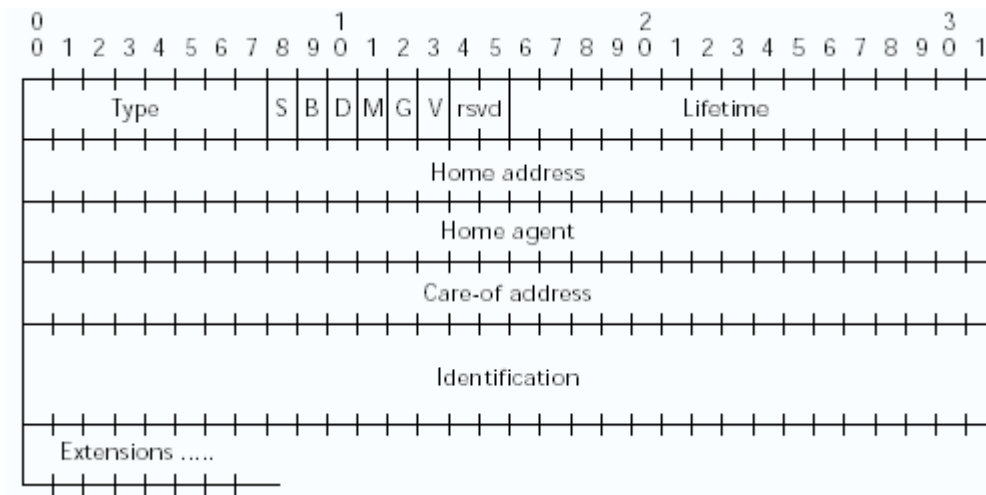 0 1 2 3
0 1 2 3 4 5 6 7 8 9 0 1 2 3 4 5 6 7 8 9 0 1 2 3 4 5 6 7 8 9 0 1
Type S B D M G V rsvd Lifetime
Home address
Home agent
Care-of address
Identification
Extensions .....